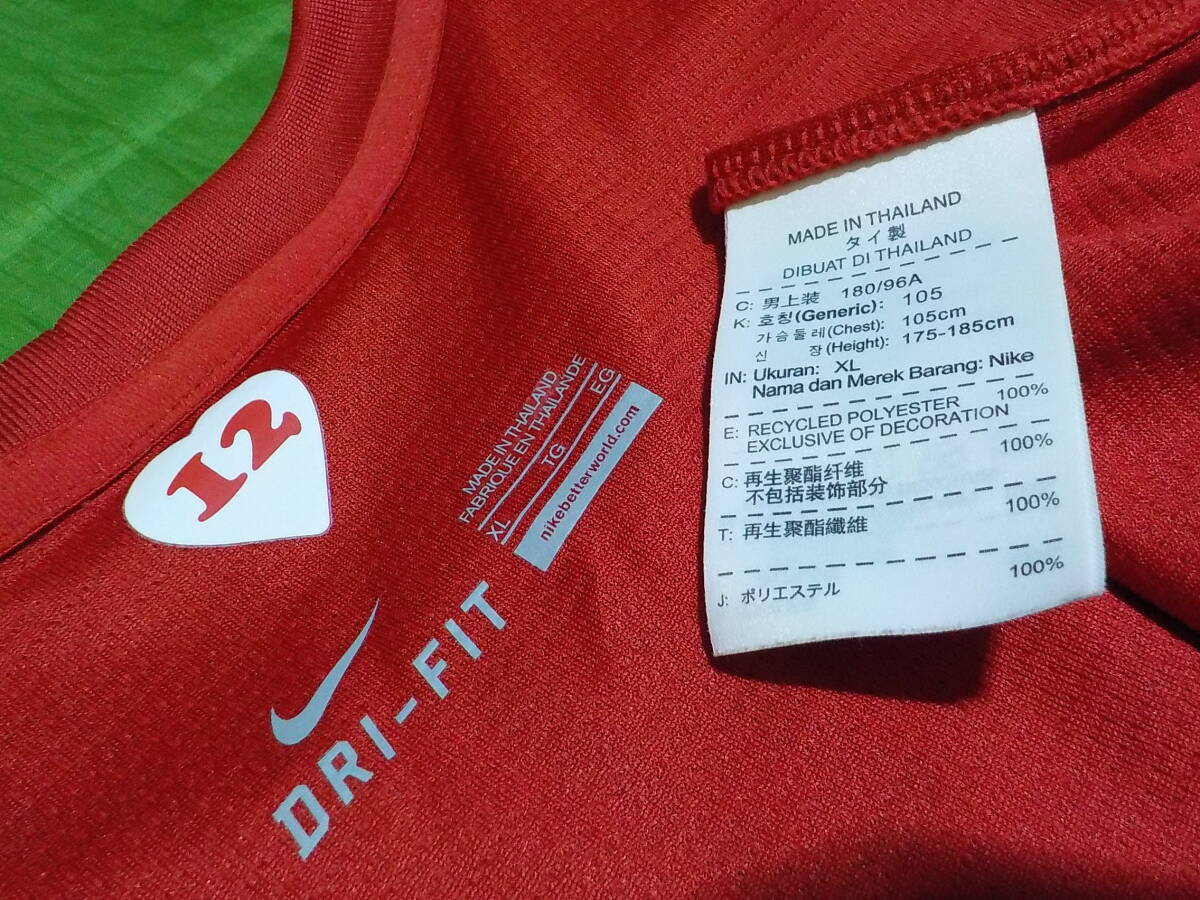 12
MADE IN THAILAND
FABRIQUE EN THAILANDE
XL TG EG
nikebetterworld.com
DRI-FIT
MADE IN THAILAND
タイ製
DIBUAT DI THAILAND
C: 男上装 180/96A
K: 호칭(Generic): 105
가슴둘레(Chest): 105cm
신 장(Height): 175-185cm
IN: Ukuran: XL
Nama dan Merek Barang: Nike
E: RECYCLED POLYESTER 100%
EXCLUSIVE OF DECORATION
C: 再生聚酯纤维 100%
不包括装饰部分
T: 再生聚酯纖維 100%
J: ポリエステル 100%